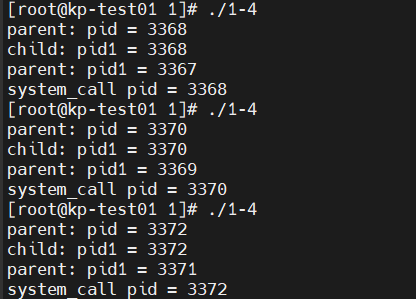 [root@kp-test01 1]# ./1-4
parent: pid = 3368
child: pid1 = 3368
parent: pid1 = 3367
system_call pid = 3368
[root@kp-test01 1]# ./1-4
parent: pid = 3370
child: pid1 = 3370
parent: pid1 = 3369
system_call pid = 3370
[root@kp-test01 1]# ./1-4
parent: pid = 3372
child: pid1 = 3372
parent: pid1 = 3371
system_call pid = 3372